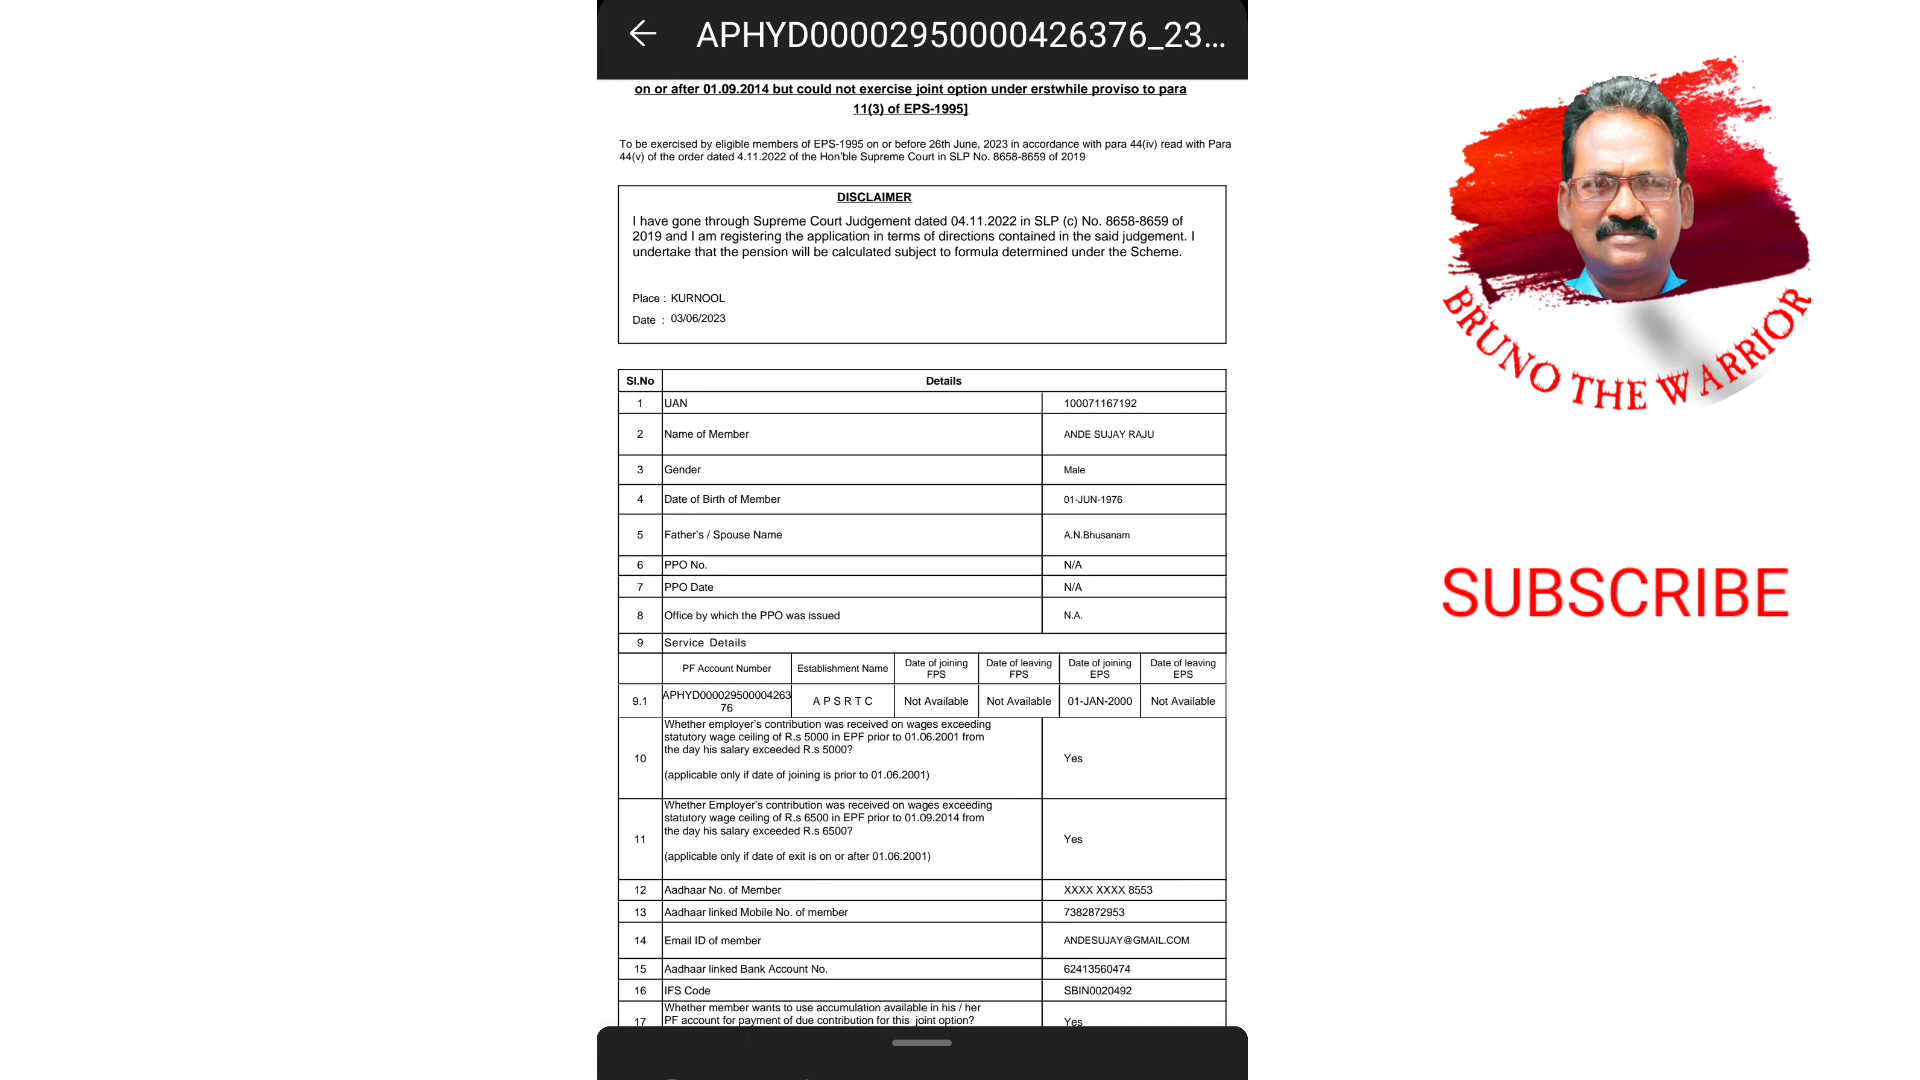 APHYD00002950000426376_23...
on or after 01.09.2014 but could not exercise joint option under erstwhile proviso to para
11(3) of EPS-1995]
To be exercised by eligible members of EPS-1995 on or before 26th June, 2023 in accordance with para 44(iv) read with Para
44(v) of the order dated 4.11.2022 of the Hon'ble Supreme Court in SLP No. 8658-8659 of 2019
DISCLAIMER
I have gone through Supreme Court Judgement dated 04.11.2022 in SLP (c) No. 8658-8659 of
2019 and I am registering the application in terms of directions contained in the said judgement. I
undertake that the pension will be calculated subject to formula determined under the Scheme.
Place : KURNOOL
Date : 03/06/2023
Sl.No Details
1 UAN 100071167192
2 Name of Member ANDE SUJAY RAJU
3 Gender Male
4 Date of Birth of Member 01-JUN-1976
5 Father's / Spouse Name A.N.Bhusanam
6 PPO No. N/A
7 PPO Date N/A
8 Office by which the PPO was issued N.A.
9 Service Details
PF Account Number Establishment Name Date of joining FPS Date of leaving FPS Date of joining EPS Date of leaving EPS
9.1 APHYD000029500004263 76 A P S R T C Not Available Not Available 01-JAN-2000 Not Available
Whether employer's contribution was received on wages exceeding
statutory wage ceiling of R.s 5000 in EPF prior to 01.06.2001 from
the day his salary exceeded R.s 5000?
10 Yes
(applicable only if date of joining is prior to 01.06.2001)
Whether Employer's contribution was received on wages exceeding
statutory wage ceiling of R.s 6500 in EPF prior to 01.09.2014 from
the day his salary exceeded R.s 6500?
11 Yes
(applicable only if date of exit is on or after 01.06.2001)
12 Aadhaar No. of Member XXXX XXXX 8553
13 Aadhaar linked Mobile No. of member 7382872953
14 Email ID of member ANDESUJAY@GMAIL.COM
15 Aadhaar linked Bank Account No. 62413560474
16 IFS Code SBIN0020492
Whether member wants to use accumulation available in his / her
17 PF account for payment of due contribution for this joint option? Yes
BRUNO THE WARRIOR
SUBSCRIBE